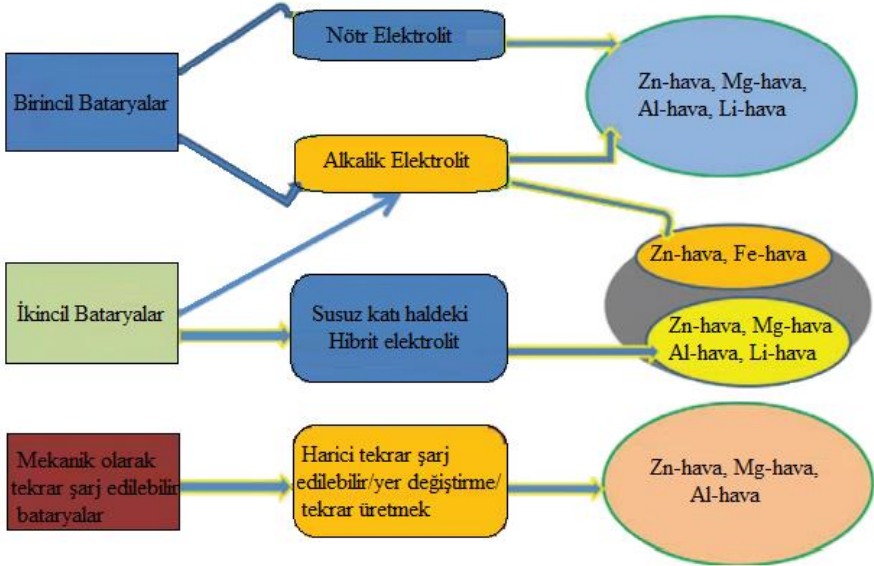 Nötr Elektrolit
Birincil Bataryalar
Zn-hava, Mg-hava,
Al-hava, Li-hava
Alkalik Elektrolit
Zn-hava, Fe-hava
İkincil Bataryalar
Susuz katı haldeki
Hibrit elektrolit
Zn-hava, Mg-hava
Al-hava, Li-hava
Mekanik olarak
tekrar şarj edilebilir
bataryalar
Harici tekrar şarj
edilebilir/yer değiştirme/
tekrar üretmek
Zn-hava, Mg-hava,
Al-hava